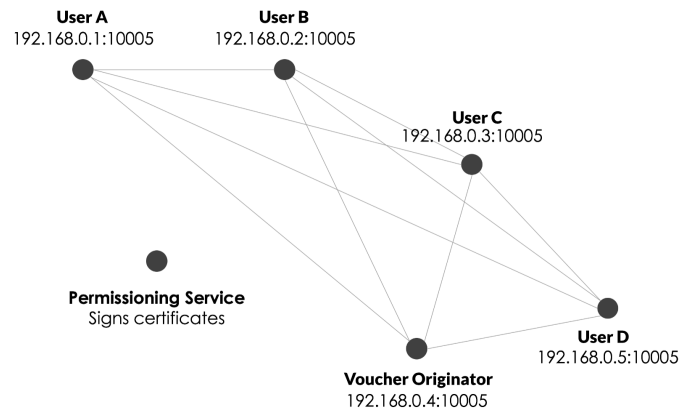 User A
192.168.0.1:10005
User B
192.168.0.2:10005
User C
192.168.0.3:10005
Permissioning Service
Signs certificates
User D
192.168.0.5:10005
Voucher Originator
192.168.0.4:10005